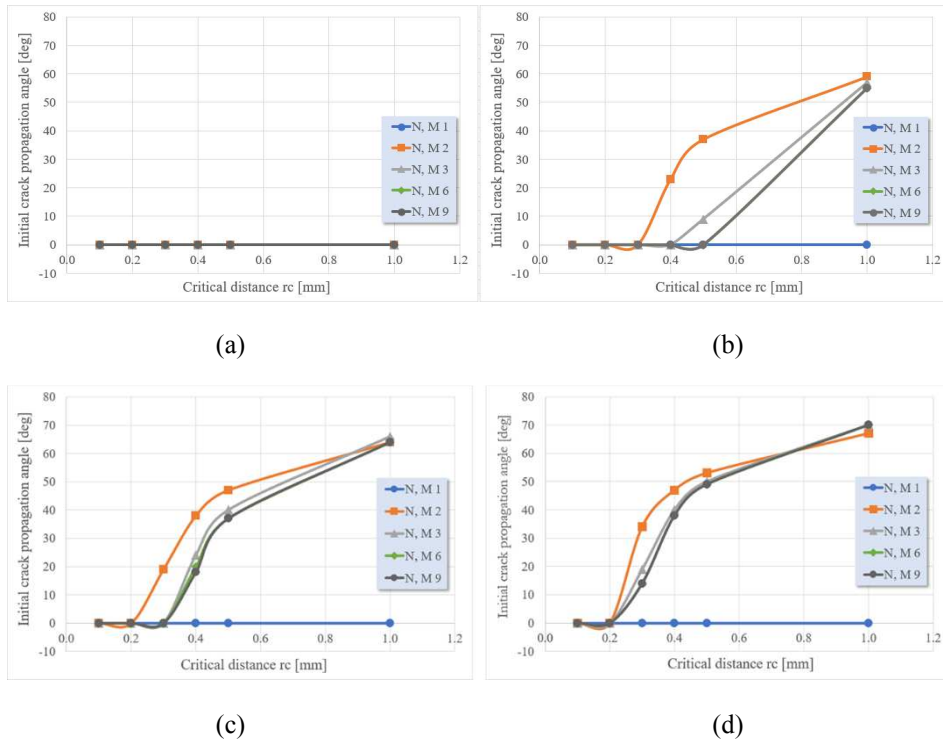 80
70
60
50
40
30
20
10
0
-10
0.0 0.2 0.4 0.6 0.8 1.0 1.2
Initial crack propagation angle [deg]
Critical distance rc [mm]
N, M 1
N, M 2
N, M 3
N, M 6
N, M 9
(a)
80
70
60
50
40
30
20
10
0
-10
0.0 0.2 0.4 0.6 0.8 1.0 1.2
Initial crack propagation angle [deg]
Critical distance rc [mm]
N, M 1
N, M 2
N, M 3
N, M 6
N, M 9
(b)
80
70
60
50
40
30
20
10
0
-10
0.0 0.2 0.4 0.6 0.8 1.0 1.2
Initial crack propagation angle [deg]
Critical distance rc [mm]
N, M 1
N, M 2
N, M 3
N, M 6
N, M 9
(c)
80
70
60
50
40
30
20
10
0
-10
0.0 0.2 0.4 0.6 0.8 1.0 1.2
Initial crack propagation angle [deg]
Critical distance rc [mm]
N, M 1
N, M 2
N, M 3
N, M 6
N, M 9
(d)